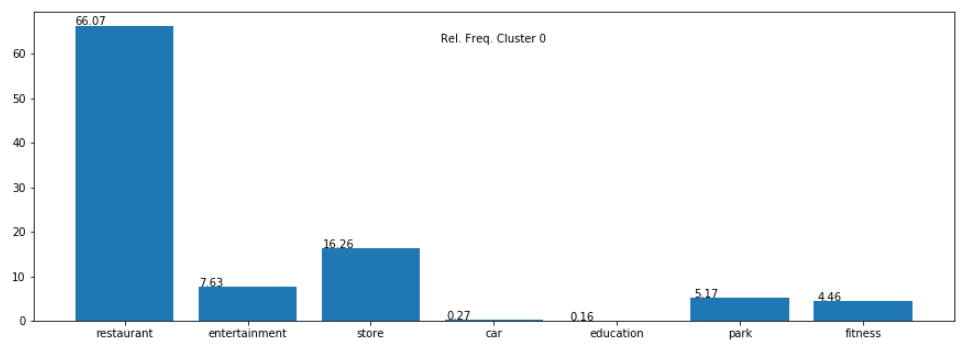 Rel. Freq. Cluster 0
60
50
40
30
20
10
0
66.07
7.63
16.26
0.27
0.16
5.17
4.46
restaurant
entertainment
store
car
education
park
fitness